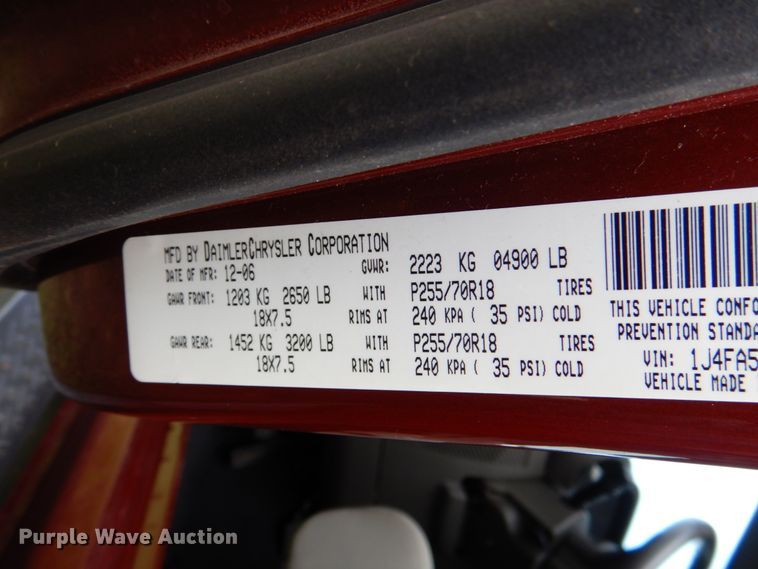 MFD BY DAIMLERCHRYSLER CORPORATION
DATE OF MFR: 12-06 GVWR: 2223 KG 04900 LB
GAWR FRONT: 1203 KG 2650 LB WITH P255/70R18 TIRES
18X7.5 RIMS AT 240 KPA ( 35 PSI) COLD
GAWR REAR: 1452 KG 3200 LB WITH P255/70R18 TIRES
18X7.5 RIMS AT 240 KPA ( 35 PSI) COLD
THIS VEHICLE CONFO
PREVENTION STANDA
VIN: 1J4FA5
VEHICLE MADE
Purple Wave Auction